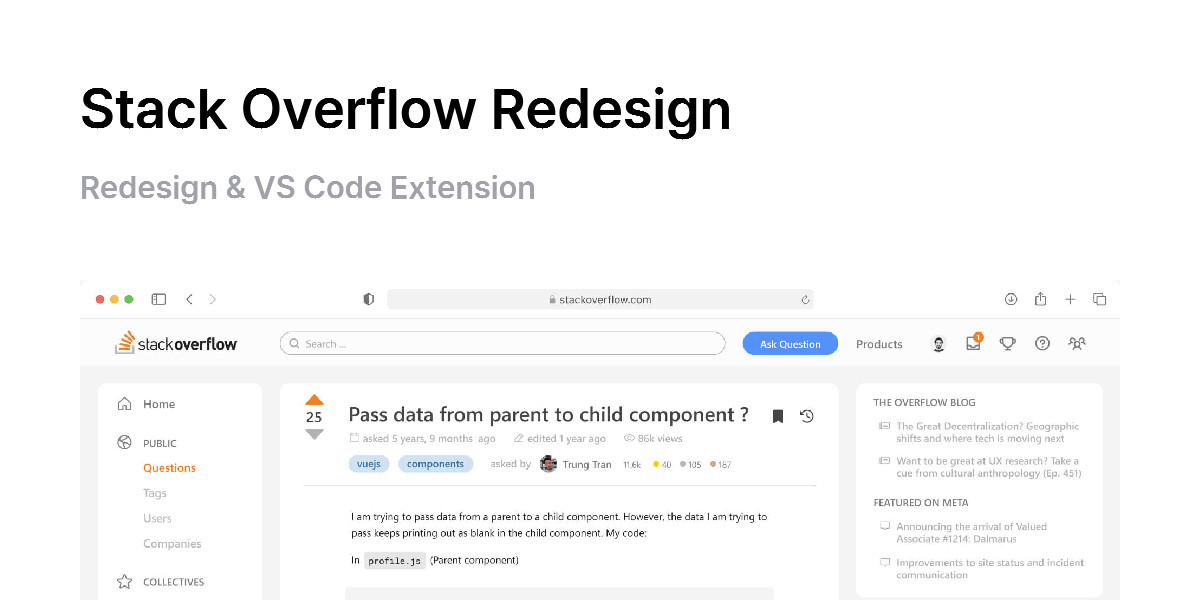 Stack Overflow Redesign
Redesign & VS Code Extension
stackoverflow.com
stackoverflow
Search ...
Ask Question
Products
1
Home
PUBLIC
Questions
Tags
Users
Companies
COLLECTIVES
25
Pass data from parent to child component ?
asked 5 years, 9 months ago
edited 1 year ago
86k views
vuejs
components
asked by
Trung Tran
11.6k
40
105
187
I am trying to pass data from a parent to a child component. However, the data I am trying to
pass keeps printing out as blank in the child component. My code:
In profile.js (Parent component)
THE OVERFLOW BLOG
The Great Decentralization? Geographic
shifts and where tech is moving next
Want to be great at UX research? Take a
cue from cultural anthropology (Ep. 451)
FEATURED ON META
Announcing the arrival of Valued
Associate #1214: Dalmarus
Improvements to site status and incident
communication